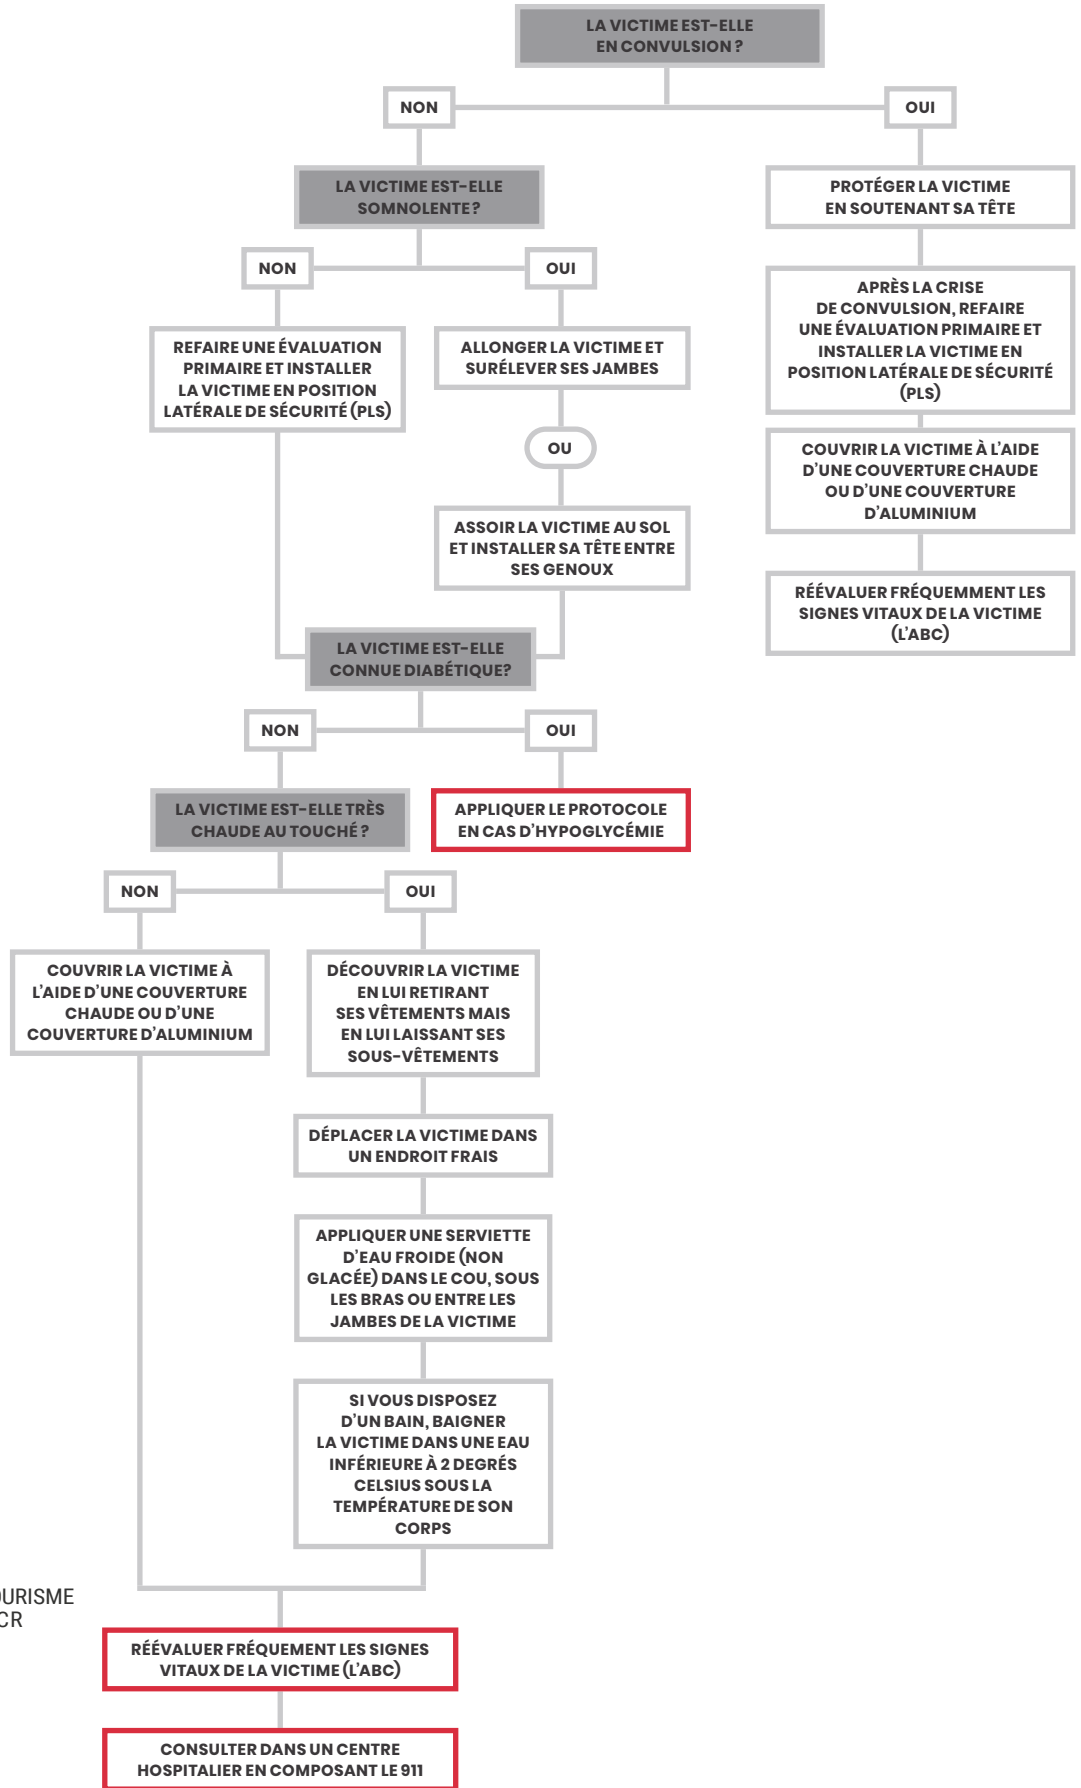 LA VICTIME EST-ELLE
EN CONVULSION ?
NON
OUI
LA VICTIME EST-ELLE
SOMNOLENTE ?
PROTÉGER LA VICTIME
EN SOUTENANT SA TÊTE
NON
OUI
APRÈS LA CRISE
DE CONVULSION, REFAIRE
UNE ÉVALUATION PRIMAIRE ET
INSTALLER LA VICTIME EN
POSITION LATÉRALE DE SÉCURITÉ
(PLS)
REFAIRE UNE ÉVALUATION
PRIMAIRE ET INSTALLER
LA VICTIME EN POSITION
LATÉRALE DE SÉCURITÉ (PLS)
ALLONGER LA VICTIME ET
SURÉLEVER SES JAMBES
OU
COUVRIR LA VICTIME À L'AIDE
D'UNE COUVERTURE CHAUDE
OU D'UNE COUVERTURE
D'ALUMINIUM
ASSOIR LA VICTIME AU SOL
ET INSTALLER SA TÊTE ENTRE
SES GENOUX
RÉÉVALUER FRÉQUEMMENT LES
SIGNES VITAUX DE LA VICTIME
(L'ABC)
LA VICTIME EST-ELLE
CONNUE DIABÉTIQUE?
NON
OUI
LA VICTIME EST-ELLE TRÈS
CHAUDE AU TOUCHÉ ?
APPLIQUER LE PROTOCOLE
EN CAS D'HYPOGLYCÉMIE
NON
OUI
COUVRIR LA VICTIME À
L'AIDE D'UNE COUVERTURE
CHAUDE OU D'UNE
COUVERTURE D'ALUMINIUM
DÉCOUVRIR LA VICTIME
EN LUI RETIRANT
SES VÊTEMENTS MAIS
EN LUI LAISSANT SES
SOUS-VÊTEMENTS
DÉPLACER LA VICTIME DANS
UN ENDROIT FRAIS
APPLIQUER UNE SERVIETTE
D'EAU FROIDE (NON
GLACÉE) DANS LE COU, SOUS
LES BRAS OU ENTRE LES
JAMBES DE LA VICTIME
SI VOUS DISPOSEZ
D'UN BAIN, BAIGNER
LA VICTIME DANS UNE EAU
INFÉRIEURE À 2 DEGRÉS
CELSIUS SOUS LA
TEMPÉRATURE DE SON
CORPS
OURISME
CR
RÉÉVALUER FRÉQUEMENT LES SIGNES
VITAUX DE LA VICTIME (L'ABC)
CONSULTER DANS UN CENTRE
HOSPITALIER EN COMPOSANT LE 911